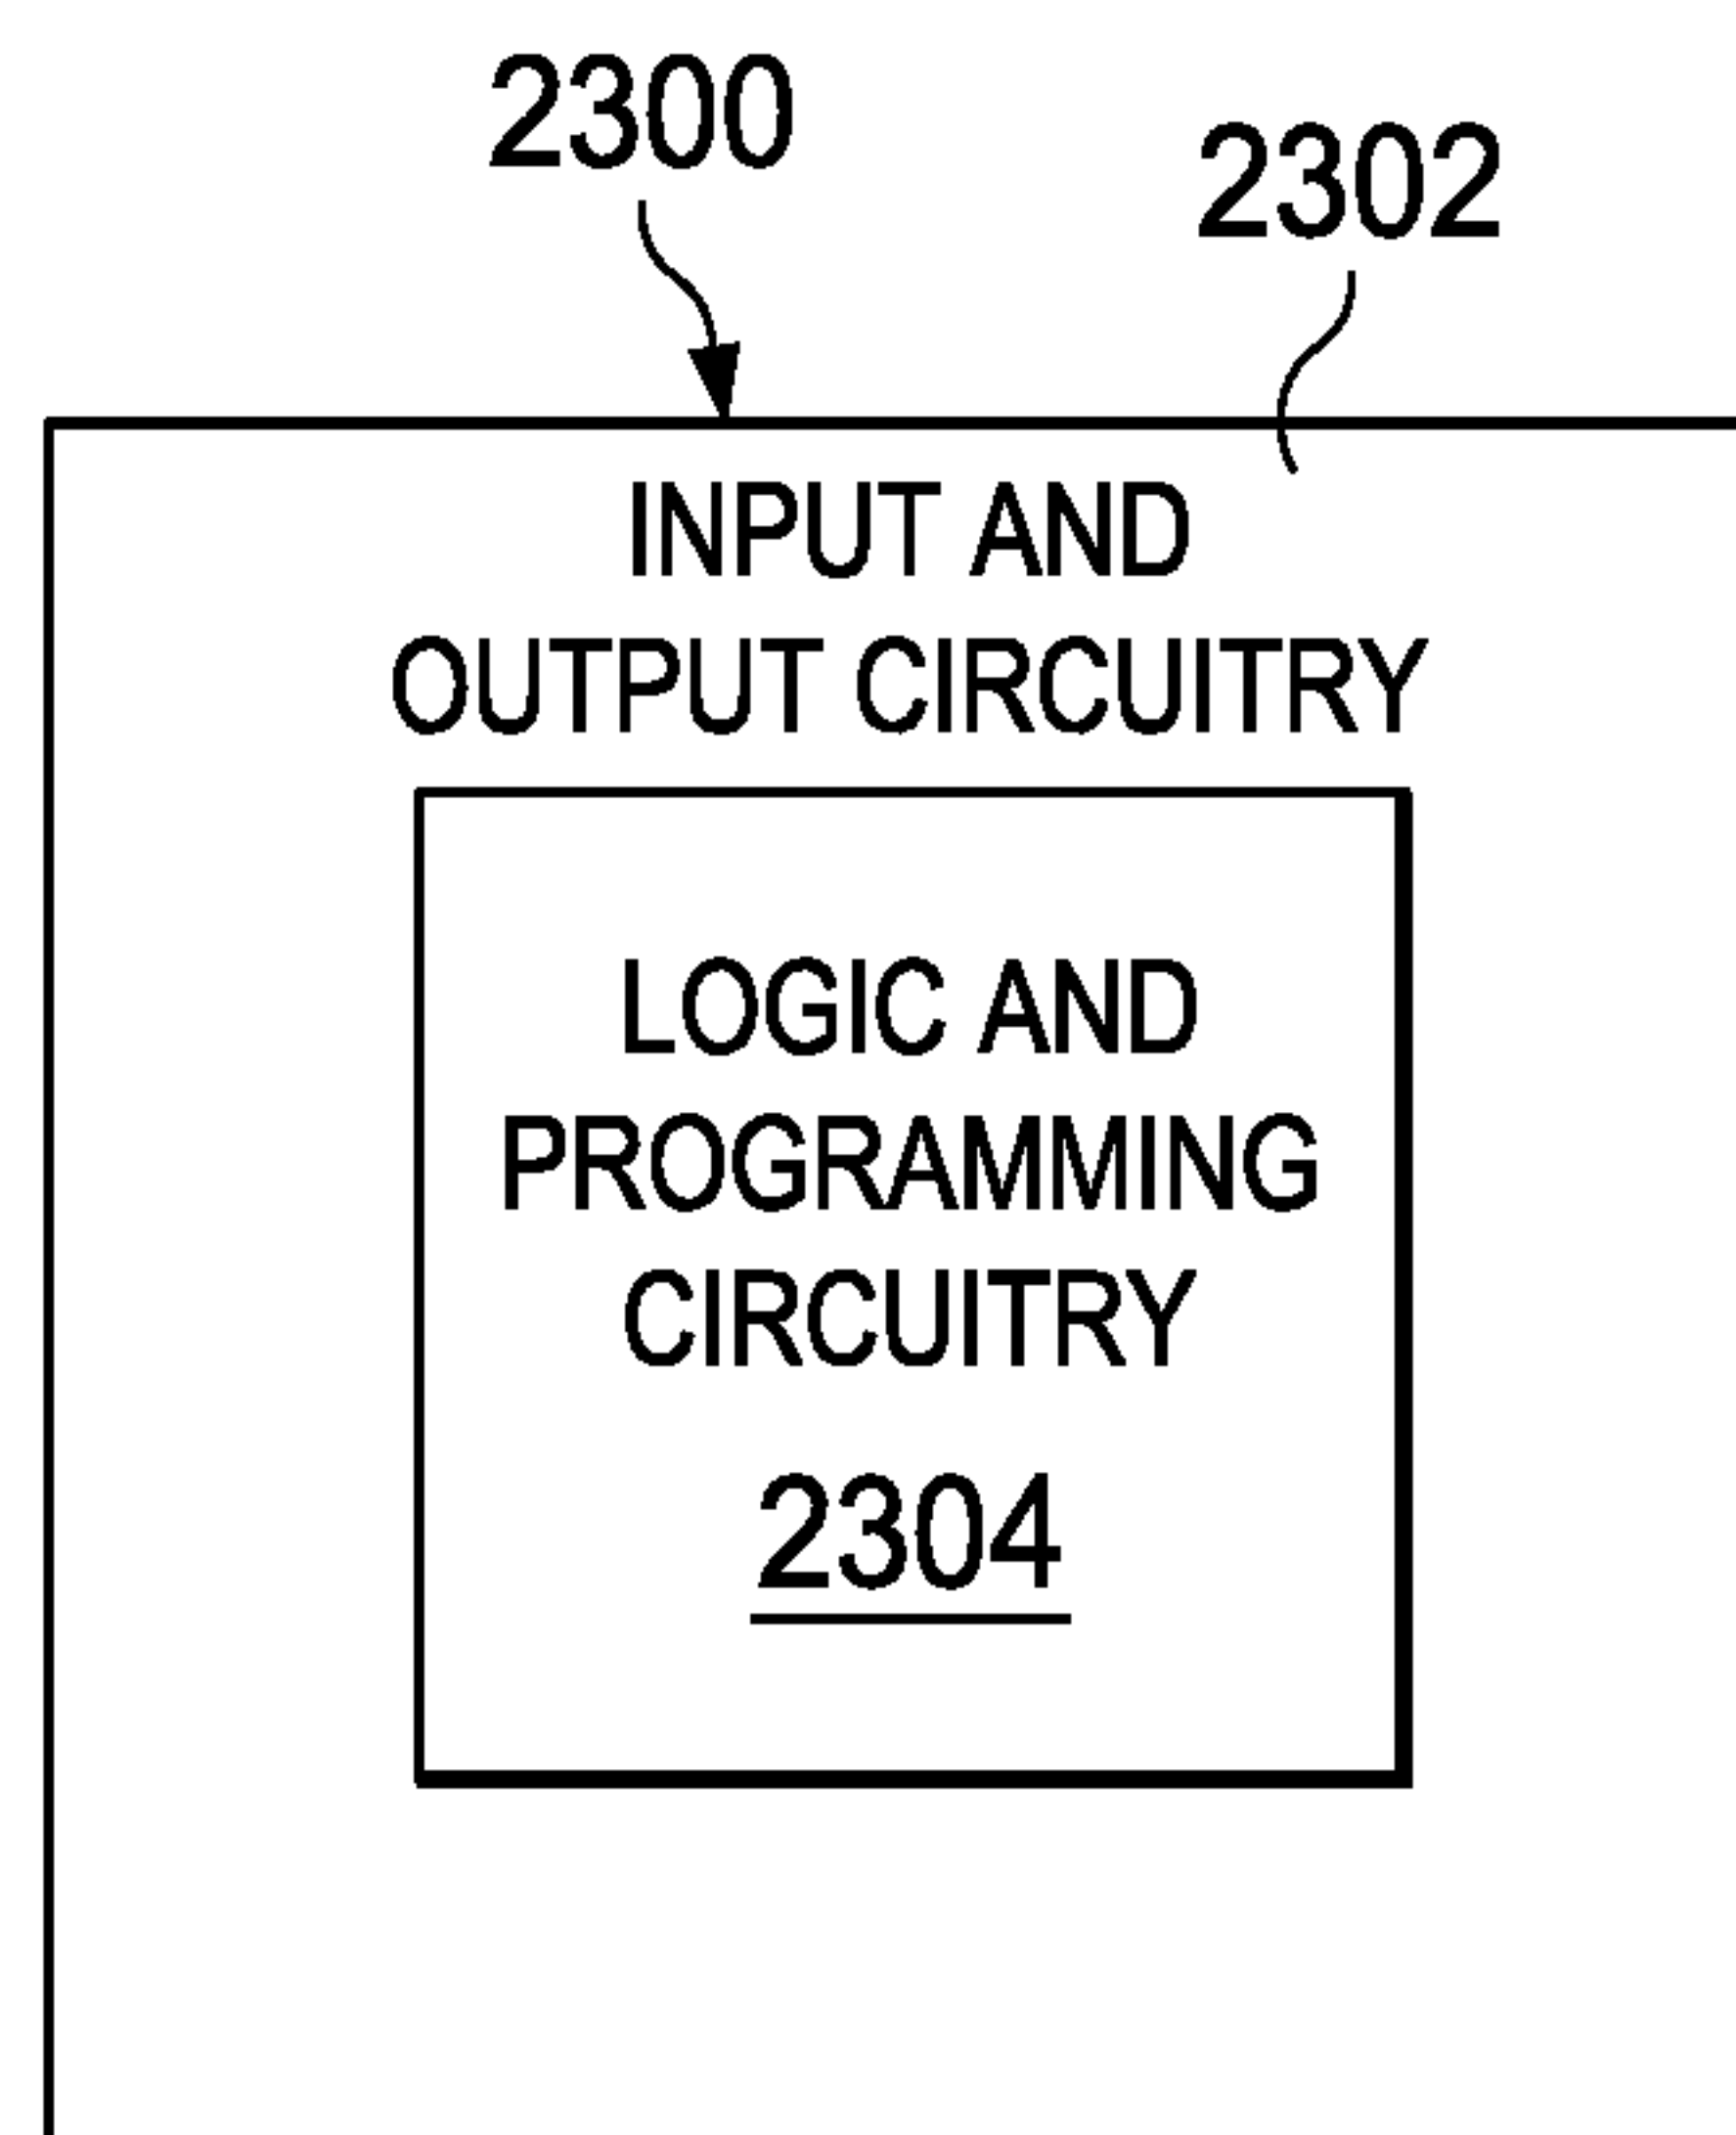 2300
2302
INPUT AND
OUTPUT CIRCUITRY
LOGIC AND
PROGRAMMING
CIRCUITRY
2304